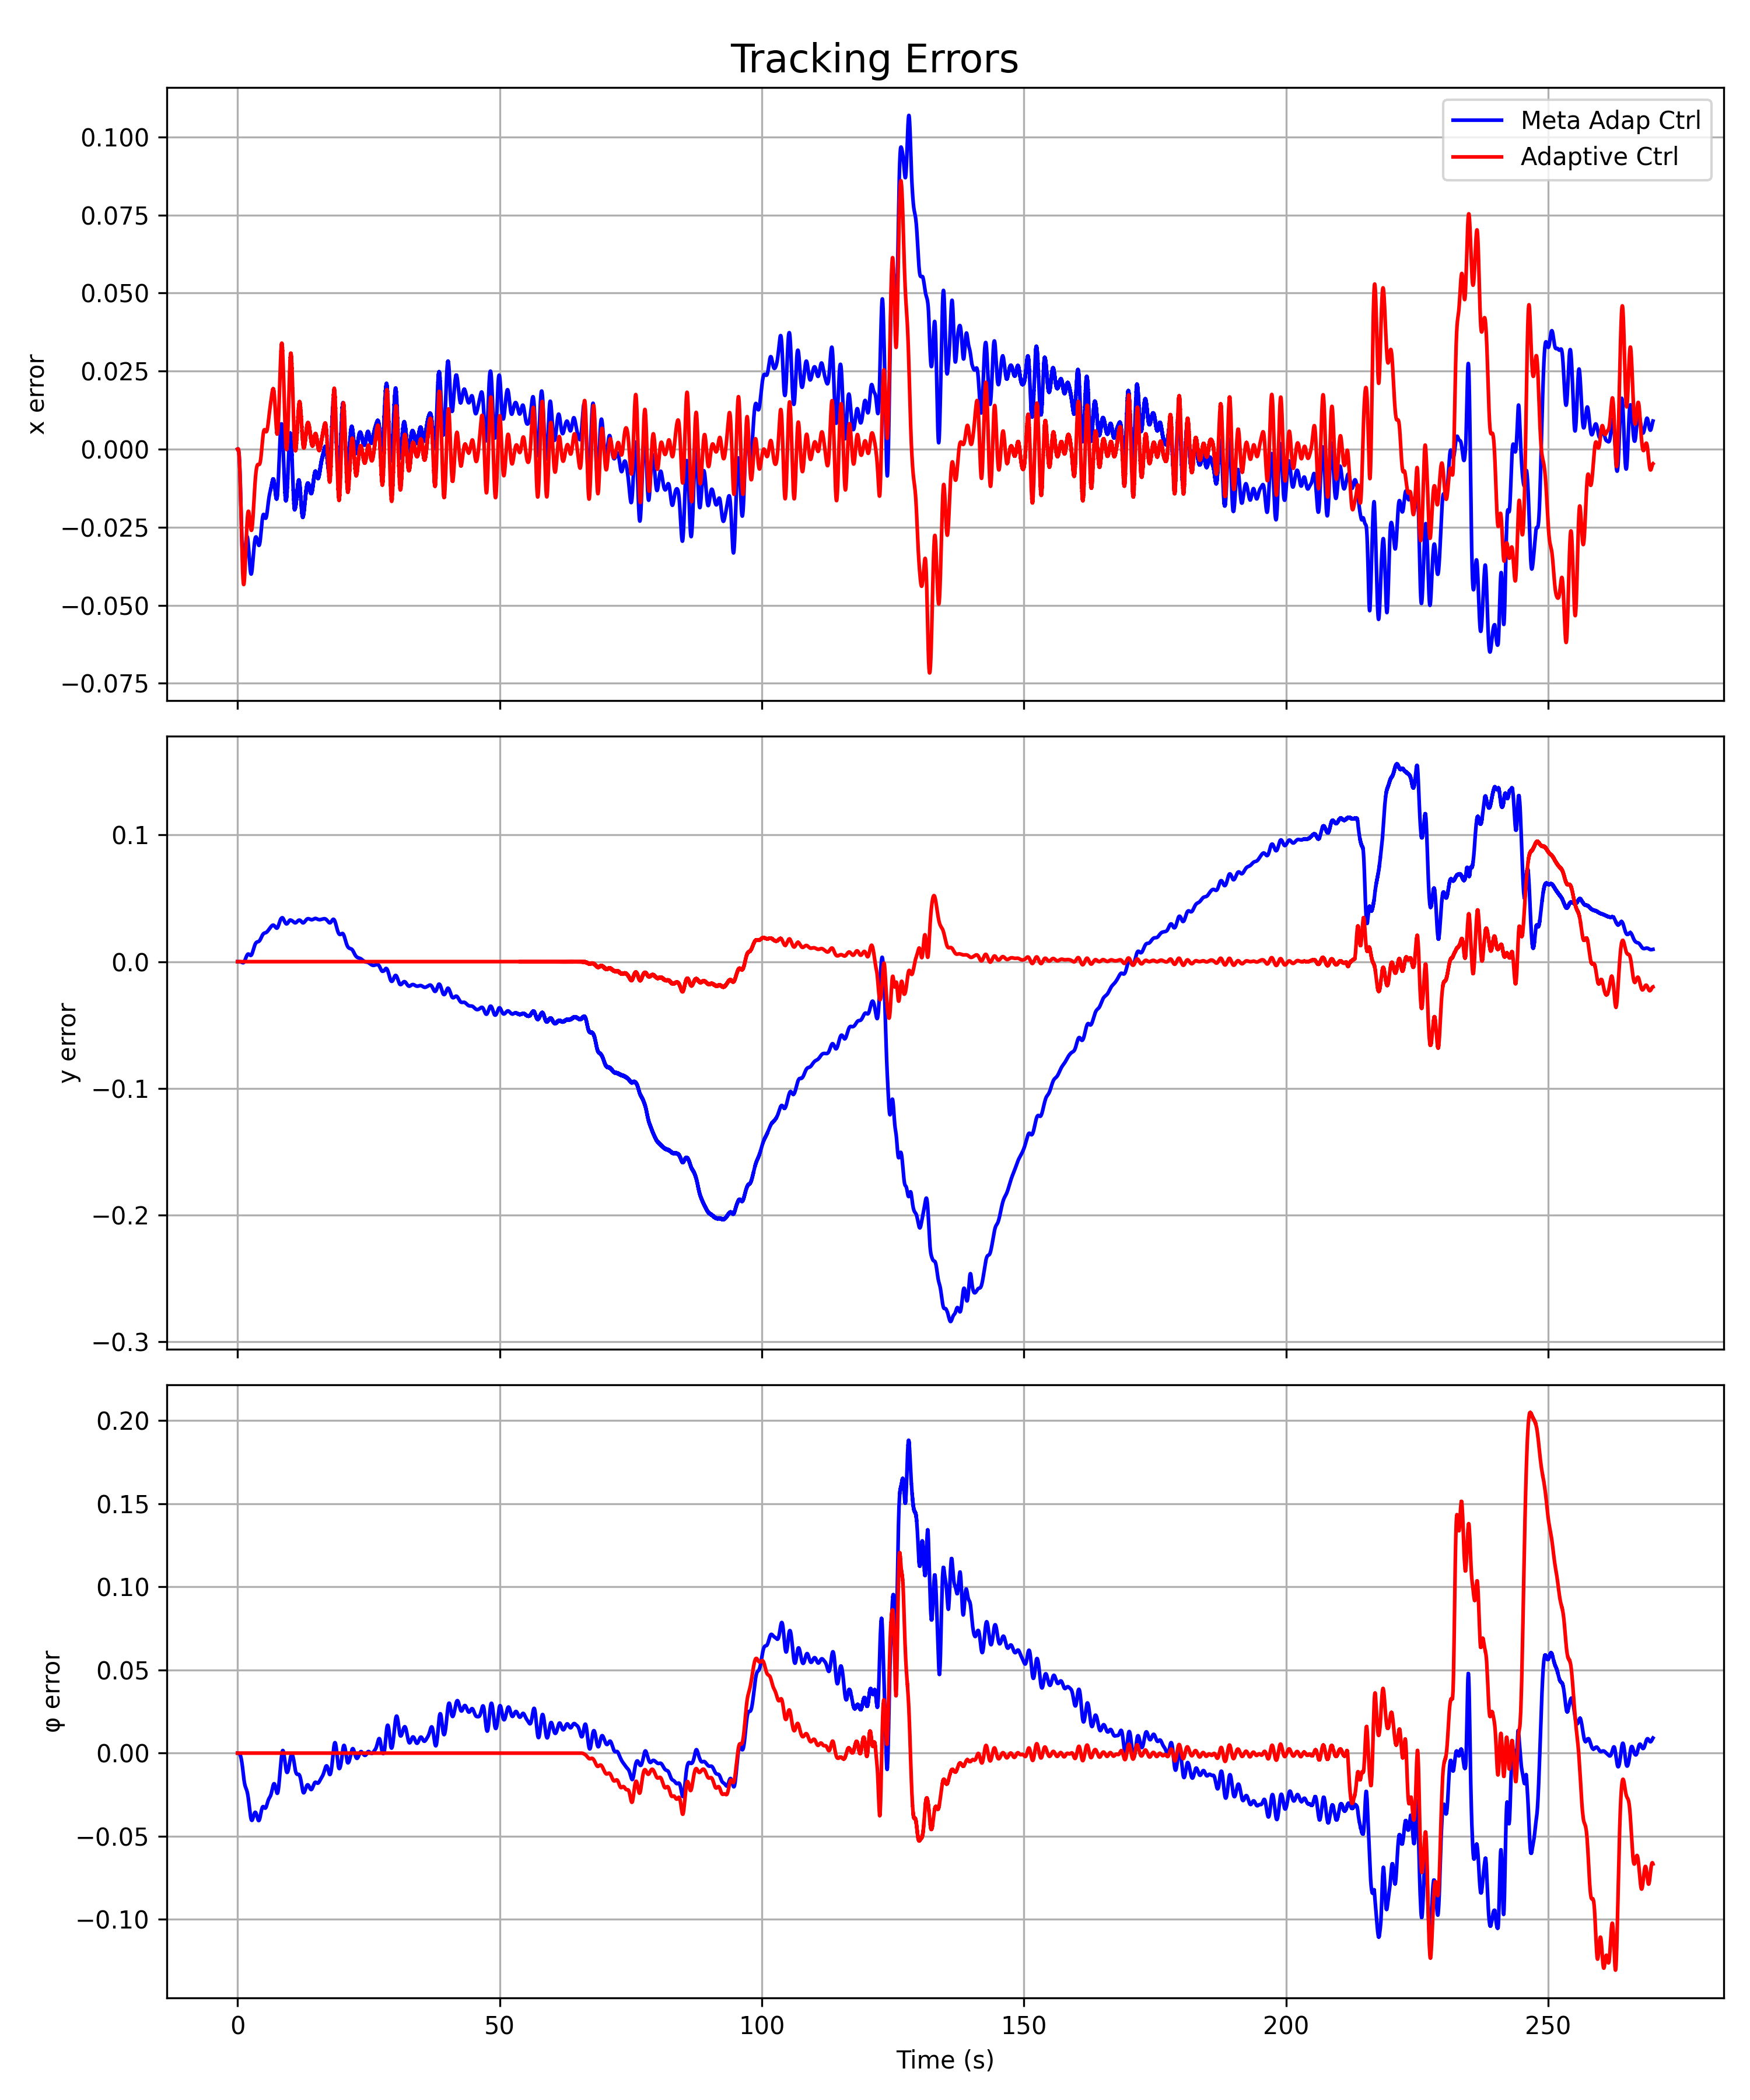 Tracking Errors
Meta Adap Ctrl
Adaptive Ctrl
0.100
0.075
0.050
0.025
0.000
−0.025
−0.050
−0.075
x error
0.1
0.0
−0.1
−0.2
−0.3
y error
0.20
0.15
0.10
0.05
0.00
−0.05
−0.10
φ error
0 50 100 150 200 250
Time (s)